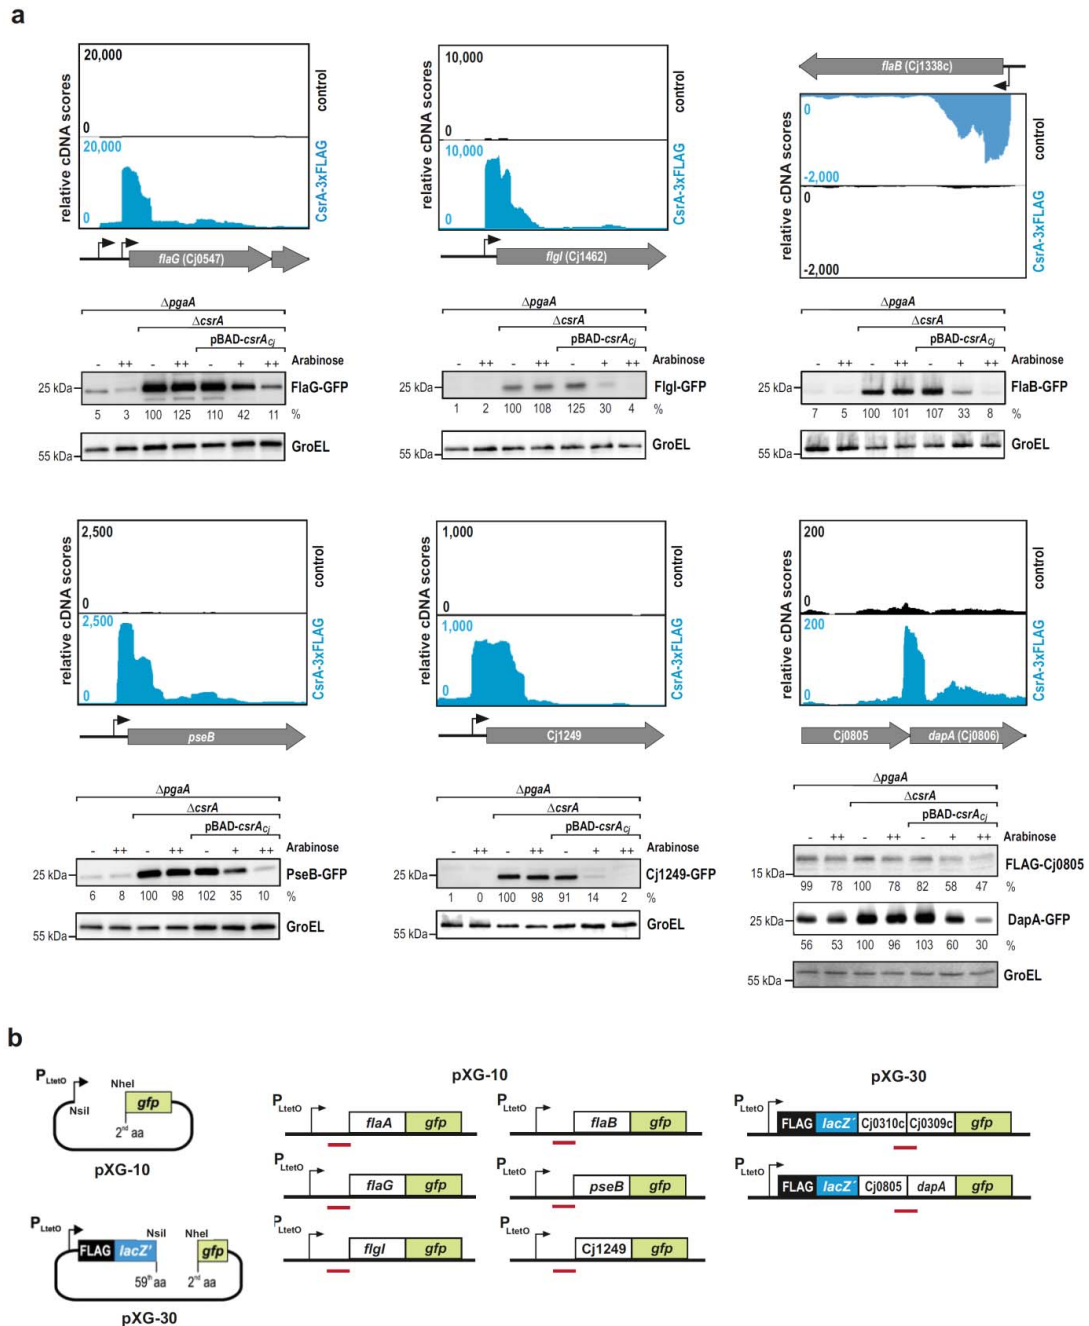 a
20,000
0
20,000
0
relative cDNA scores
control
CsrA-3xFLAG
flaG (Cj0547)
10,000
0
10,000
0
relative cDNA scores
control
CsrA-3xFLAG
flgI (Cj1462)
flaB (Cj1338c)
0
-2,000
0
-2,000
relative cDNA scores
control
CsrA-3xFLAG
ΔpgaA
ΔcsrA
pBAD-csrACj
- ++ - ++ - + ++ Arabinose
25 kDa FlaG-GFP
5 3 100 125 110 42 11 %
55 kDa GroEL
ΔpgaA
ΔcsrA
pBAD-csrACj
- ++ - ++ - + ++ Arabinose
25 kDa FlgI-GFP
1 2 100 108 125 30 4 %
55 kDa GroEL
ΔpgaA
ΔcsrA
pBAD-csrACj
- ++ - ++ - + ++ Arabinose
25 kDa FlaB-GFP
7 5 100 101 107 33 8 %
55 kDa GroEL
2,500
0
2,500
0
relative cDNA scores
control
CsrA-3xFLAG
pseB
1,000
0
1,000
0
relative cDNA scores
control
CsrA-3xFLAG
Cj1249
200
0
200
0
relative cDNA scores
control
CsrA-3xFLAG
Cj0805 dapA (Cj0806)
ΔpgaA
ΔcsrA
pBAD-csrACj
- ++ - ++ - + ++ Arabinose
25 kDa PseB-GFP
6 8 100 98 102 35 10 %
55 kDa GroEL
ΔpgaA
ΔcsrA
pBAD-csrACj
- ++ - ++ - + ++ Arabinose
25 kDa Cj1249-GFP
1 0 100 98 91 14 2 %
55 kDa GroEL
ΔpgaA
ΔcsrA
pBAD-csrACj
- ++ - ++ - + ++ Arabinose
15 kDa FLAG-Cj0805
99 78 100 78 82 58 47 %
25 kDa DapA-GFP
56 53 100 96 103 60 30 %
55 kDa GroEL
b
PLtetO
NsiI
NheI
gfp
2nd aa
pXG-10
PLtetO
FLAG lacZ'
NsiI
NheI
gfp
59th aa
2nd aa
pXG-30
pXG-10
PLtetO flaA gfp
PLtetO flaB gfp
PLtetO flaG gfp
PLtetO pseB gfp
PLtetO flgI gfp
PLtetO Cj1249 gfp
pXG-30
PLtetO FLAG lacZ' Cj0310c Cj0309c gfp
PLtetO FLAG lacZ' Cj0805 dapA gfp